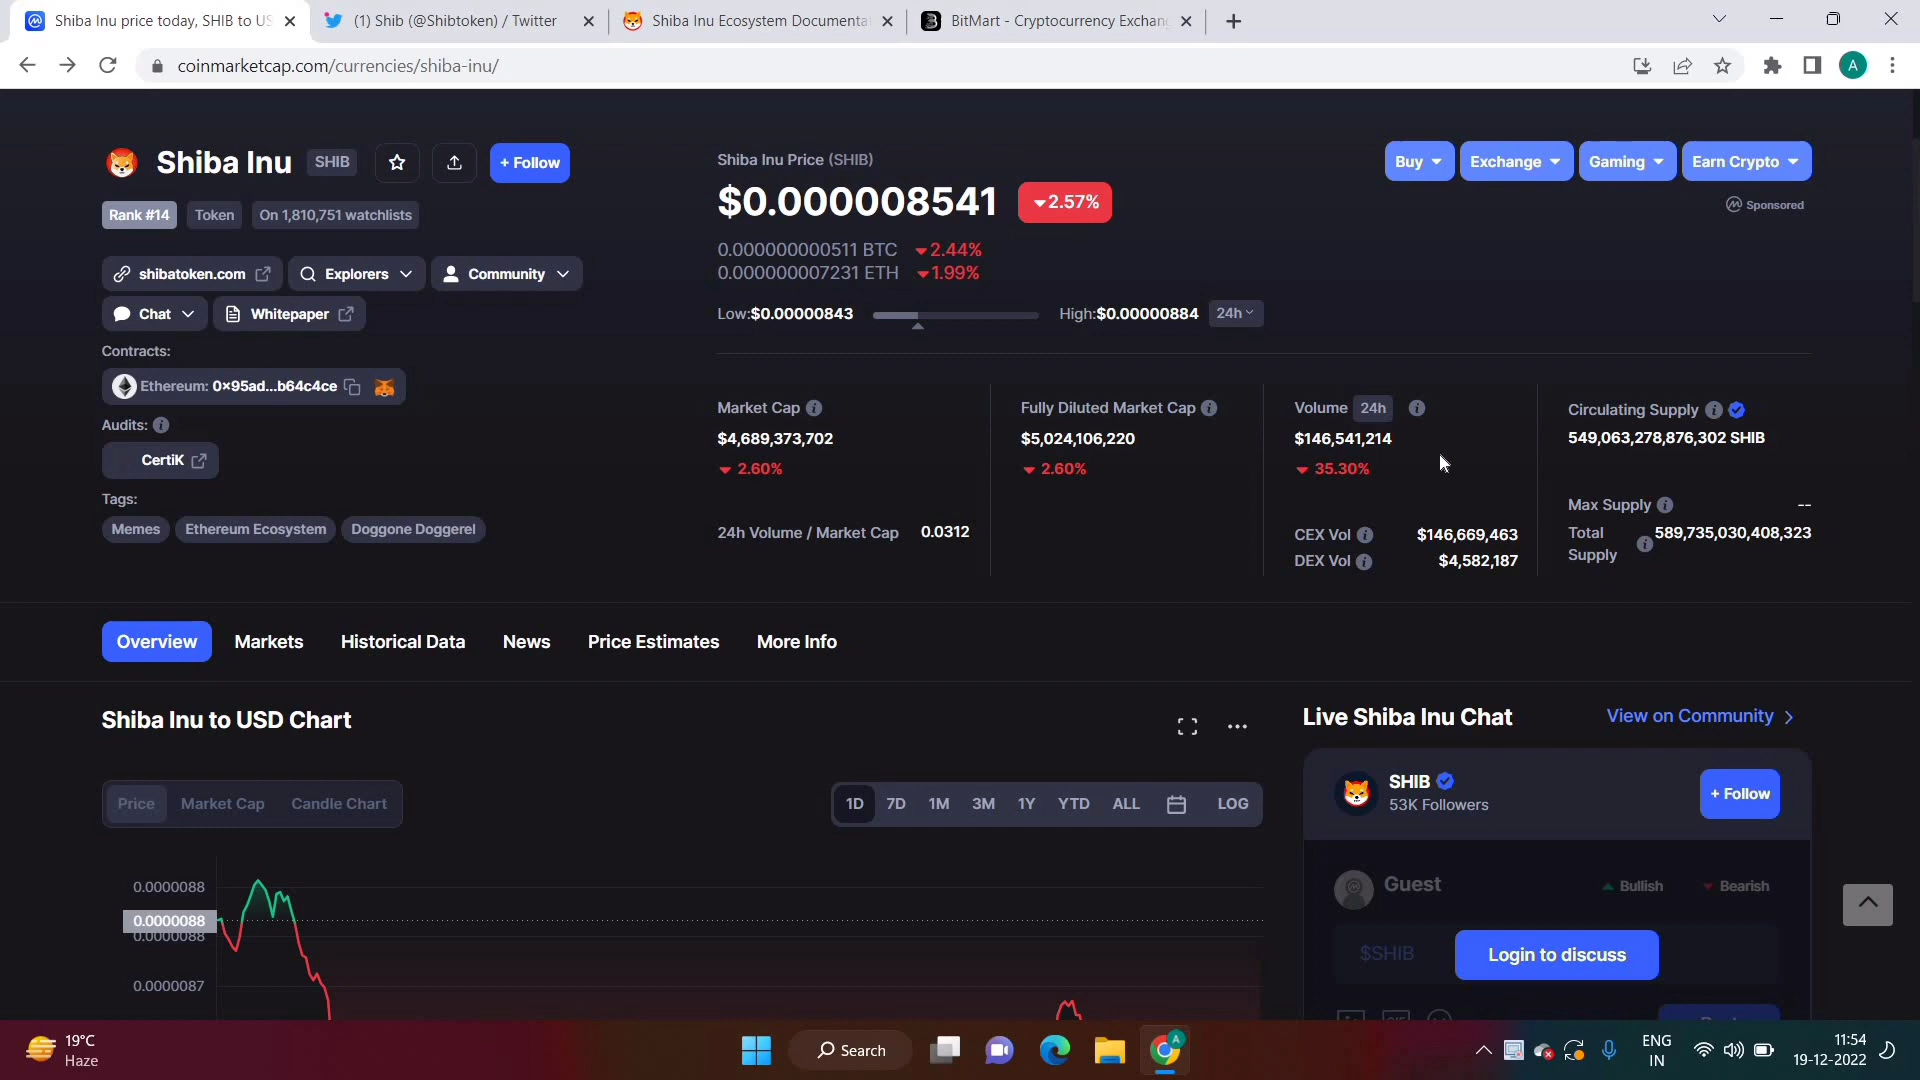 Shiba Inu price today, SHIB to US
(1) Shib (@Shibtoken) / Twitter
Shiba Inu Ecosystem Documenta
BitMart - Cryptocurrency Exchan
coinmarketcap.com/currencies/shiba-inu/
A
Shiba Inu SHIB + Follow
Rank #14 Token On 1,810,751 watchlists
shibatoken.com Explorers Community
Chat Whitepaper
Contracts:
Ethereum: 0x95ad...b64c4ce
Audits:
CertiK
Tags:
Memes Ethereum Ecosystem Doggone Doggerel
Shiba Inu Price (SHIB)
$0.000008541 2.57%
0.000000000511 BTC 2.44%
0.000000007231 ETH 1.99%
Low:$0.00000843 High:$0.00000884 24h
Buy Exchange Gaming Earn Crypto
Sponsored
Market Cap
$4,689,373,702
2.60%
24h Volume / Market Cap 0.0312
Fully Diluted Market Cap
$5,024,106,220
2.60%
Volume 24h
$146,541,214
35.30%
CEX Vol $146,669,463
DEX Vol $4,582,187
Circulating Supply
549,063,278,876,302 SHIB
Max Supply --
Total Supply 589,735,030,408,323
Overview Markets Historical Data News Price Estimates More Info
Shiba Inu to USD Chart
Price Market Cap Candle Chart
1D 7D 1M 3M 1Y YTD ALL LOG
0.0000088
0.0000088
0.0000088
0.0000087
Live Shiba Inu Chat View on Community
SHIB
53K Followers
+ Follow
Guest Bullish Bearish
$SHIB Login to discuss
19°C
Haze
Search
A
ENG
IN
11:54
19-12-2022